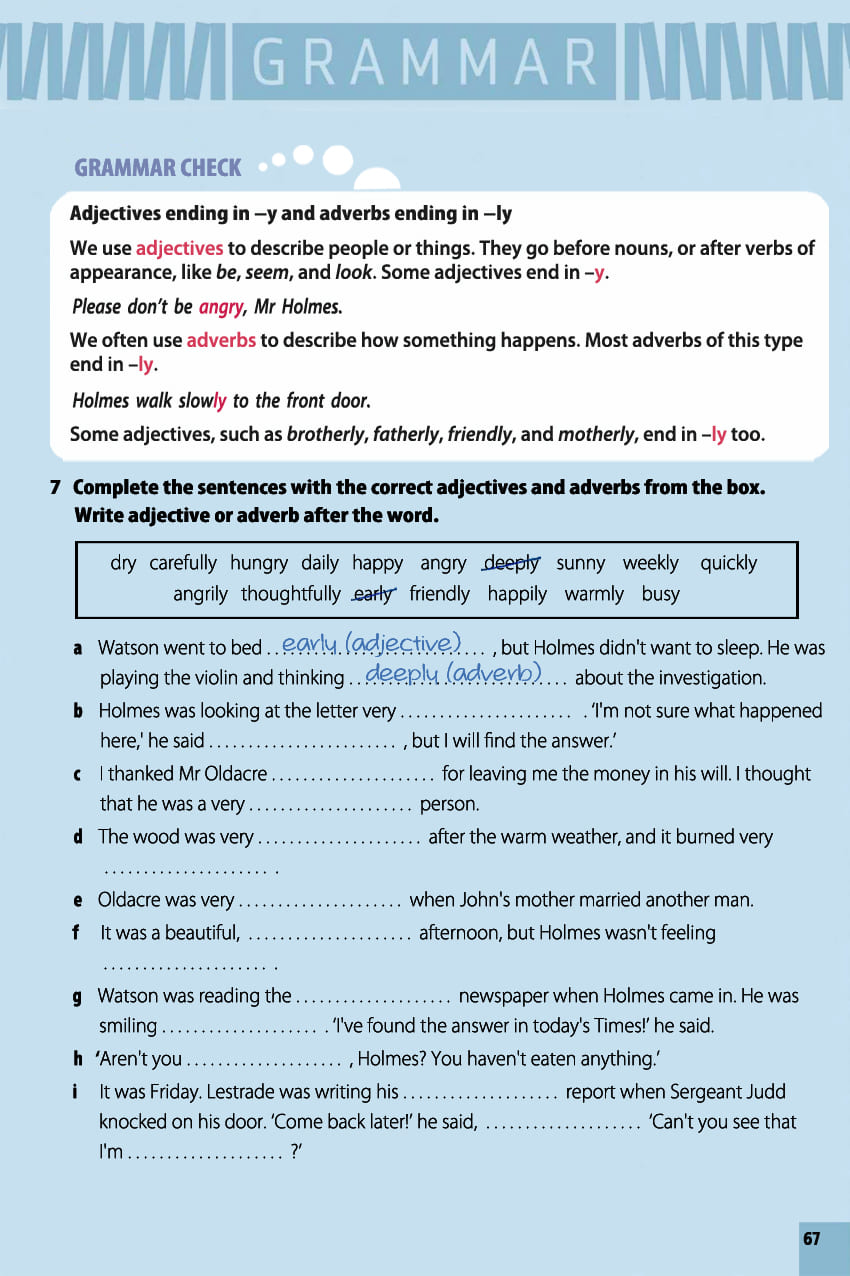 GRAMMAR
GRAMMAR CHECK
Adjectives ending in –y and adverbs ending in –ly
We use adjectives to describe people or things. They go before nouns, or after verbs of
appearance, like be, seem, and look. Some adjectives end in –y.
Please don't be angry, Mr Holmes.
We often use adverbs to describe how something happens. Most adverbs of this type
end in –ly.
Holmes walk slowly to the front door.
Some adjectives, such as brotherly, fatherly, friendly, and motherly, end in –ly too.
7 Complete the sentences with the correct adjectives and adverbs from the box.
Write adjective or adverb after the word.
dry carefully hungry daily happy angry deeply sunny weekly quickly
angrily thoughtfully early friendly happily warmly busy
a Watson went to bed early (adjective) , but Holmes didn't want to sleep. He was
playing the violin and thinking deeply (adverb) about the investigation.
b Holmes was looking at the letter very ...................... . 'I'm not sure what happened
here,' he said ........................ , but I will find the answer.'
c I thanked Mr Oldacre ..................... for leaving me the money in his will. I thought
that he was a very ..................... person.
d The wood was very ..................... after the warm weather, and it burned very
..................... .
e Oldacre was very ..................... when John's mother married another man.
f It was a beautiful, ..................... afternoon, but Holmes wasn't feeling
..................... .
g Watson was reading the .................... newspaper when Holmes came in. He was
smiling .................... . 'I've found the answer in today's Times!' he said.
h 'Aren't you .................... , Holmes? You haven't eaten anything.'
i It was Friday. Lestrade was writing his .................... report when Sergeant Judd
knocked on his door. 'Come back later!' he said, .................... 'Can't you see that
I'm .................... ?'
67